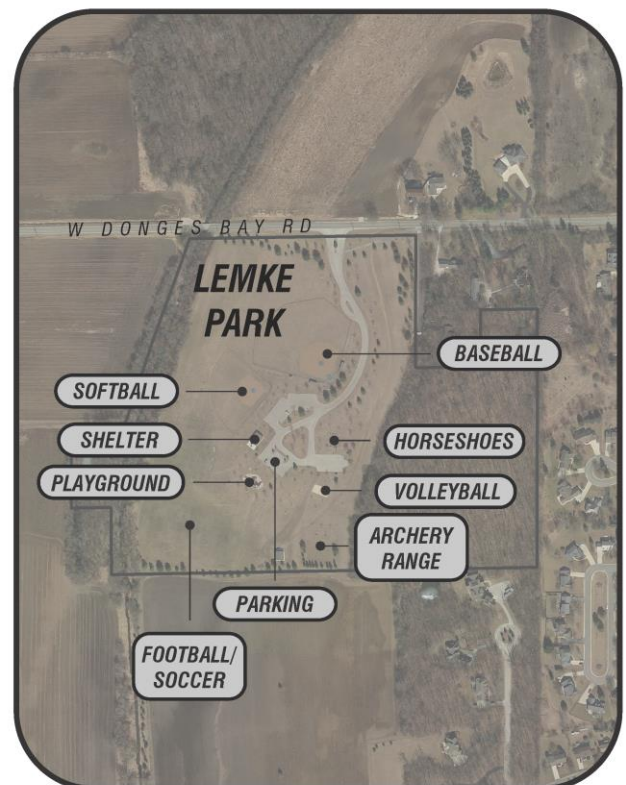 W DONGES BAY RD
LEMKE
PARK
BASEBALL
SOFTBALL
SHELTER
HORSESHOES
PLAYGROUND
VOLLEYBALL
ARCHERY
RANGE
PARKING
FOOTBALL/
SOCCER